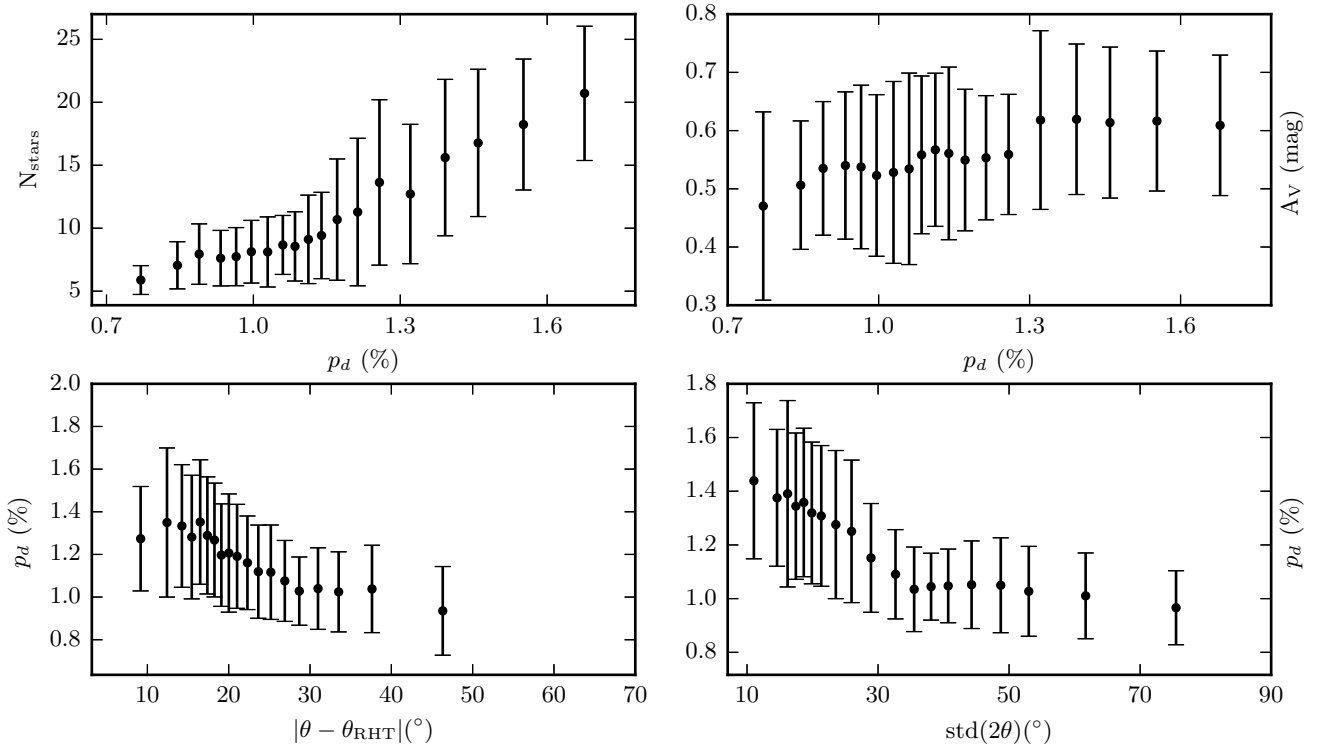 25
20
15
10
5
N_stars
0.7 1.0 1.3 1.6
p_d (%)
0.8
0.7
0.6
0.5
0.4
0.3
A_V (mag)
0.7 1.0 1.3 1.6
p_d (%)
2.0
1.8
1.6
1.4
1.2
1.0
0.8
p_d (%)
10 20 30 40 50 60 70
|θ − θ_RHT|(°)
1.8
1.6
1.4
1.2
1.0
0.8
p_d (%)
10 30 50 70 90
std(2θ)(°)